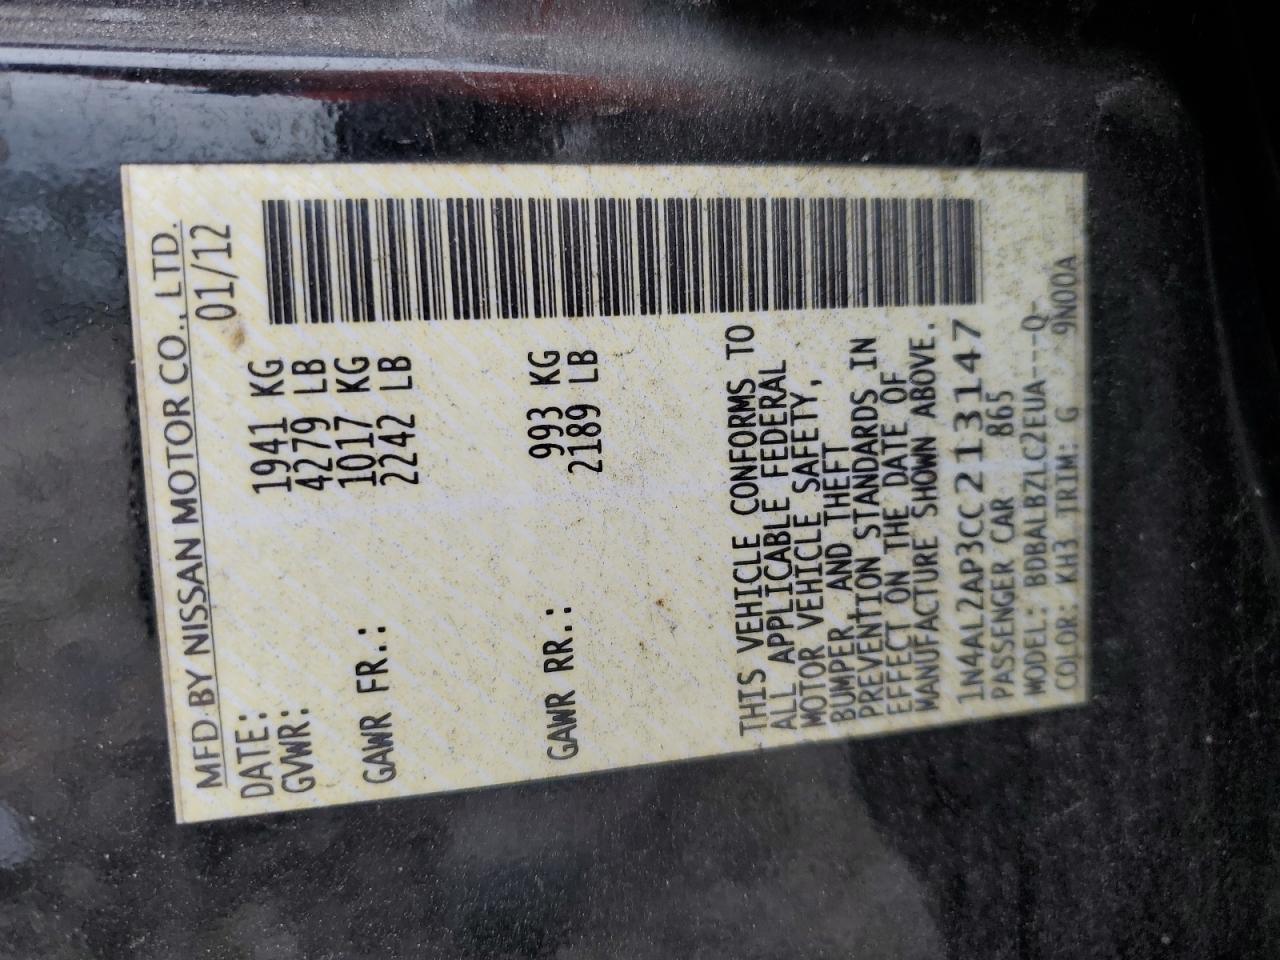 MFD BY NISSAN MOTOR CO., LTD.
DATE: 01/12
GVWR: 1941 KG
4279 LB
GAWR FR.: 1017 KG
2242 LB
GAWR RR.: 993 KG
2189 LB
THIS VEHICLE CONFORMS TO
ALL APPLICABLE FEDERAL
MOTOR VEHICLE SAFETY,
BUMPER AND THEFT
PREVENTION STANDARDS IN
EFFECT ON THE DATE OF
MANUFACTURE SHOWN ABOVE.
1N4AL2AP3CC213147
PASSENGER CAR 865
MODEL: BDBALBZLCZEUA---Q-
COLOR: KH3 TRIM: G 9N00A